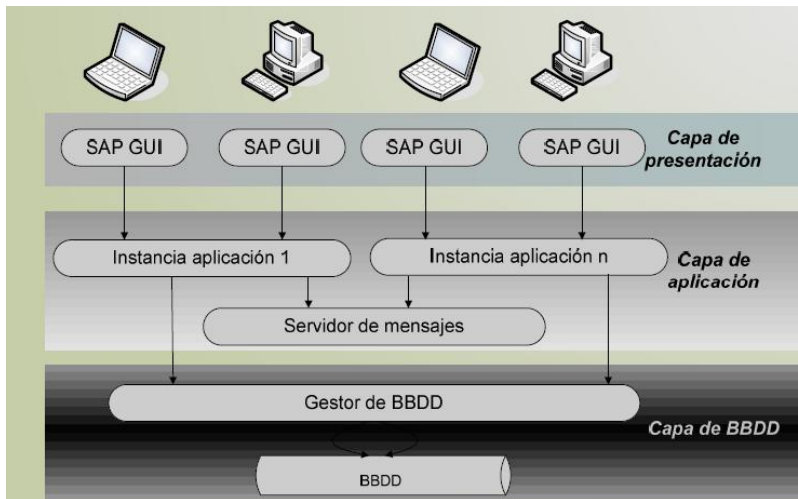 SAP GUI
SAP GUI
SAP GUI
SAP GUI
Capa de
presentación
Instancia aplicación 1
Instancia aplicación n
Capa de
aplicación
Servidor de mensajes
Gestor de BBDD
Capa de BBDD
BBDD